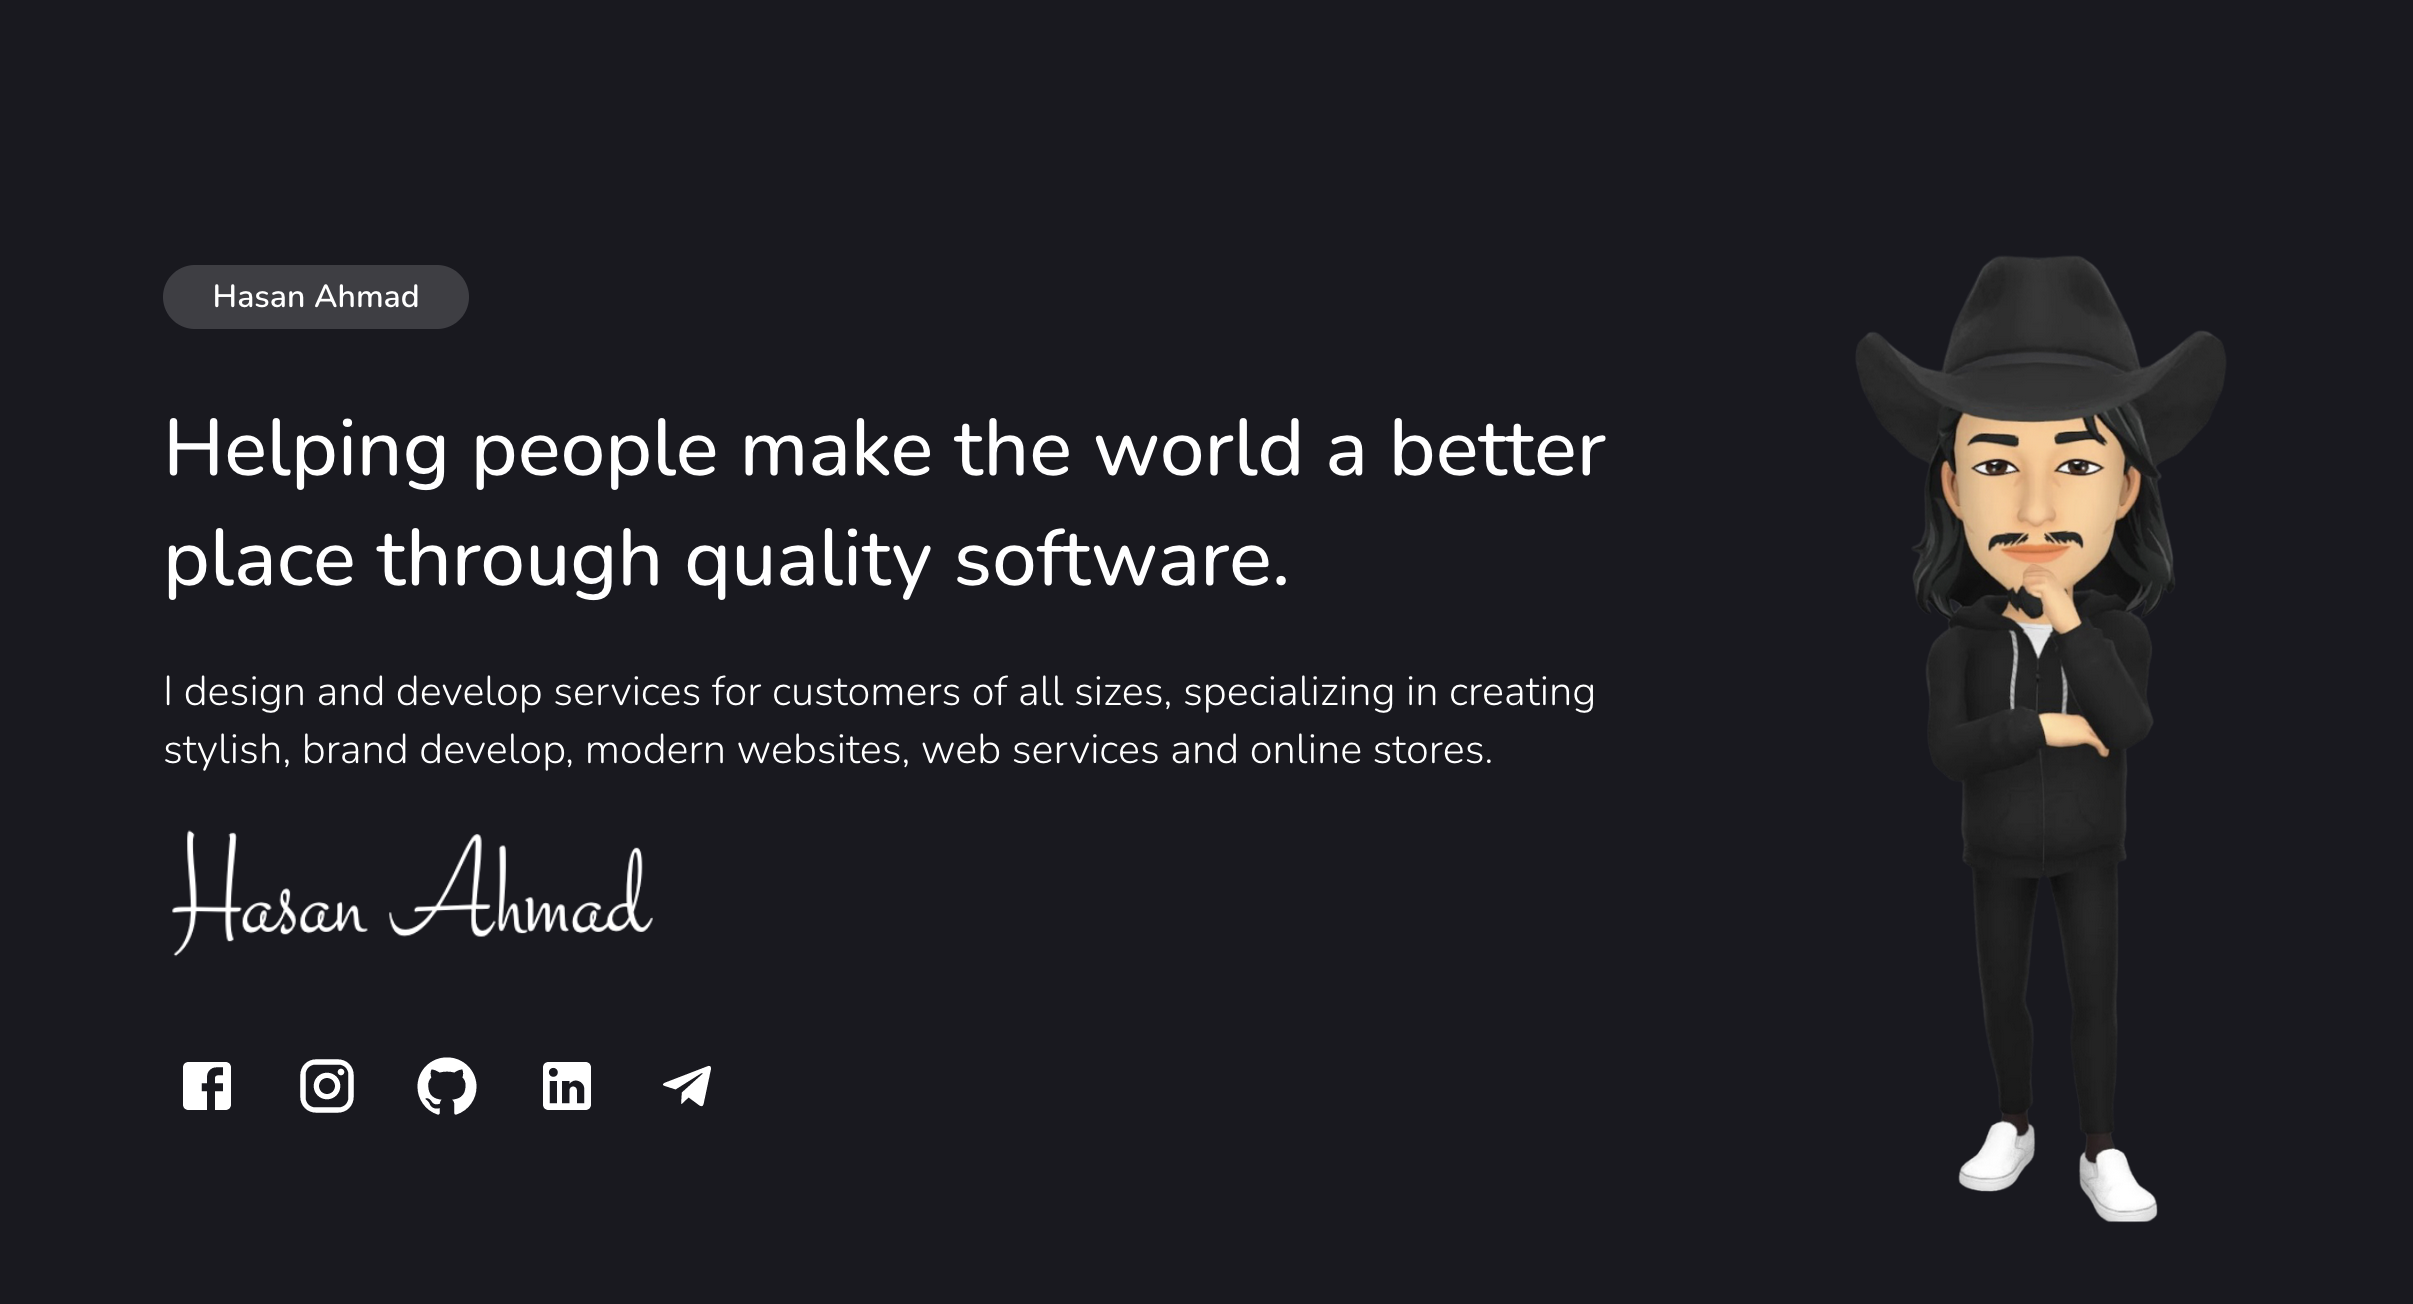 Hasan Ahmad
Helping people make the world a better
place through quality software.
I design and develop services for customers of all sizes, specializing in creating
stylish, brand develop, modern websites, web services and online stores.
Hasan Ahmad